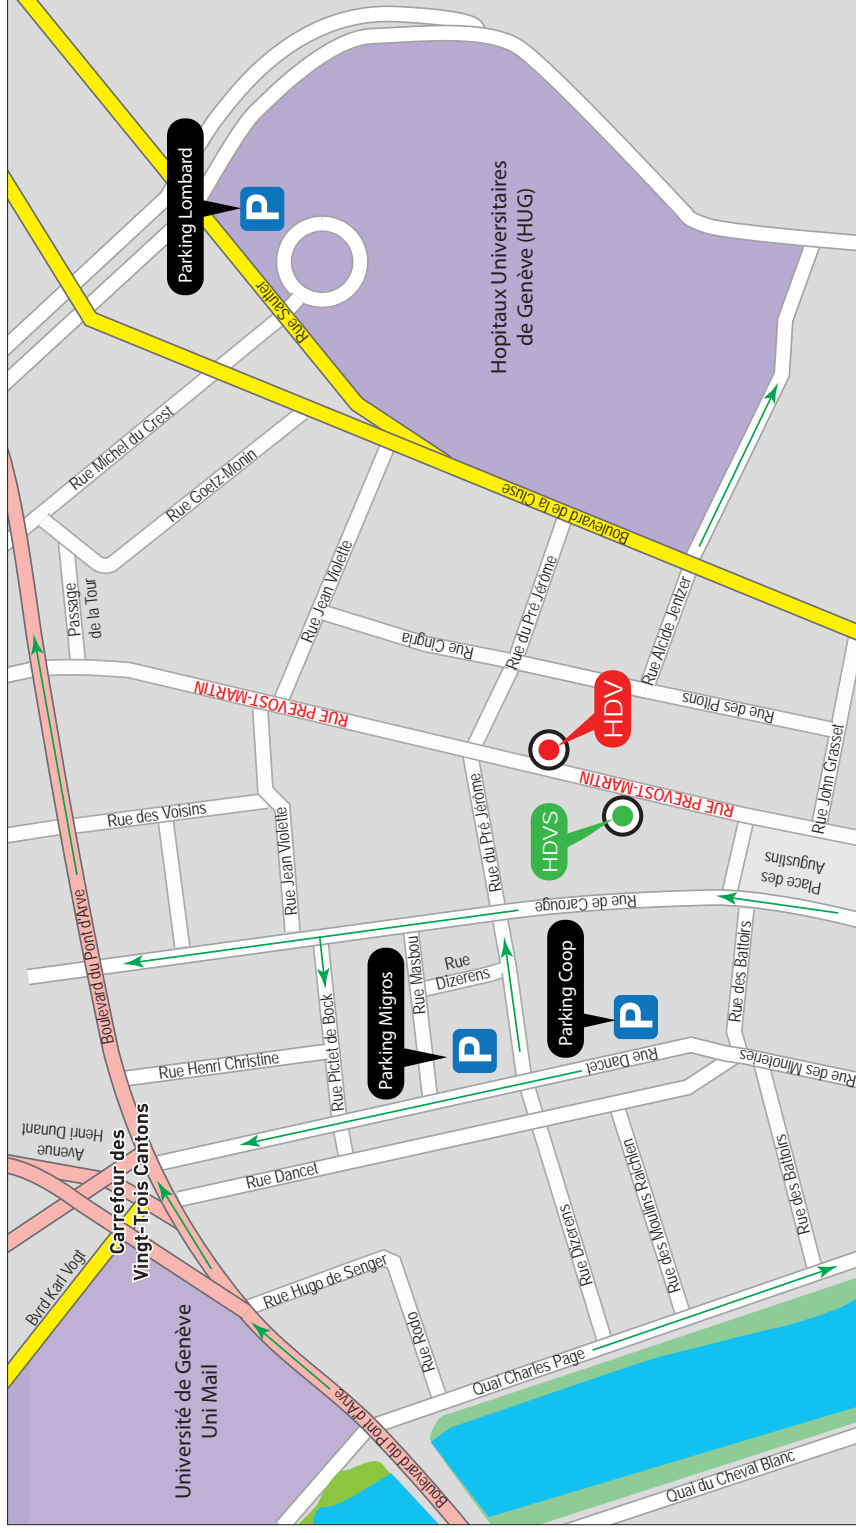 Parking Lombard
P
Hopitaux Universitaires
de Genève (HUG)
Rue Sautter
Rue Michel du Crest
Rue Goetz-Monin
Boulevard de la Cluse
Passage
de la Tour
Rue Jean Violette
Rue Cingria
Rue du Pré Jérôme
Rue Alcide Jentzer
RUE PREVOST-MARTIN
HDV
Rue des Pitons
RUE PREVOST-MARTIN
Rue John Grasset
Rue des Voisins
Rue Jean Violette
Rue du Pré Jérôme
HDVS
Place des
Augustins
Boulevard du Pont d'Arve
Rue de Carouge
Rue Masbou
Rue
Dizerens
Parking Migros
P
Parking Coop
P
Rue des Battoirs
Rue Henri Christine
Rue Pictet de Bock
Rue Dancet
Rue des Minoteries
Avenue
Henri Dunant
Carrefour des
Vingt-Trois Cantons
Rue Dancet
Bvrd Karl Vogt
Rue Hugo de Senger
Rue Dizerens
Rue des Moulins Raichlen
Rue des Battoirs
Université de Genève
Uni Mail
Rue Rodo
Quai Charles Page
Boulevard du Pont d'Arve
Boulevard du Pont d'Arve
Quai du Cheval Blanc